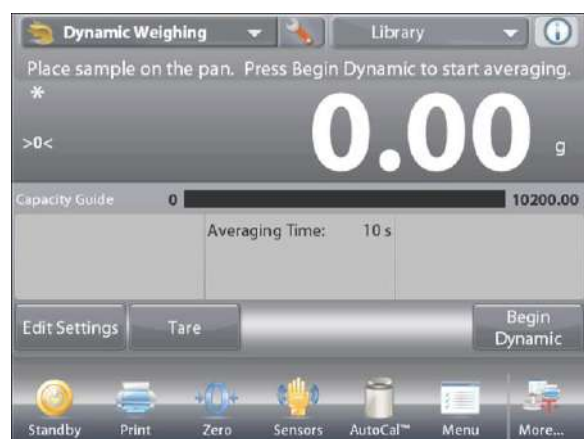 Dynamic Weighing
Library
Place sample on the pan. Press Begin Dynamic to start averaging.
*
>0<
0.00 g
Capacity Guide 0 10200.00
Averaging Time: 10 s
Edit Settings
Tare
Begin
Dynamic
Standby Print Zero Sensors AutoCal™ Menu More...